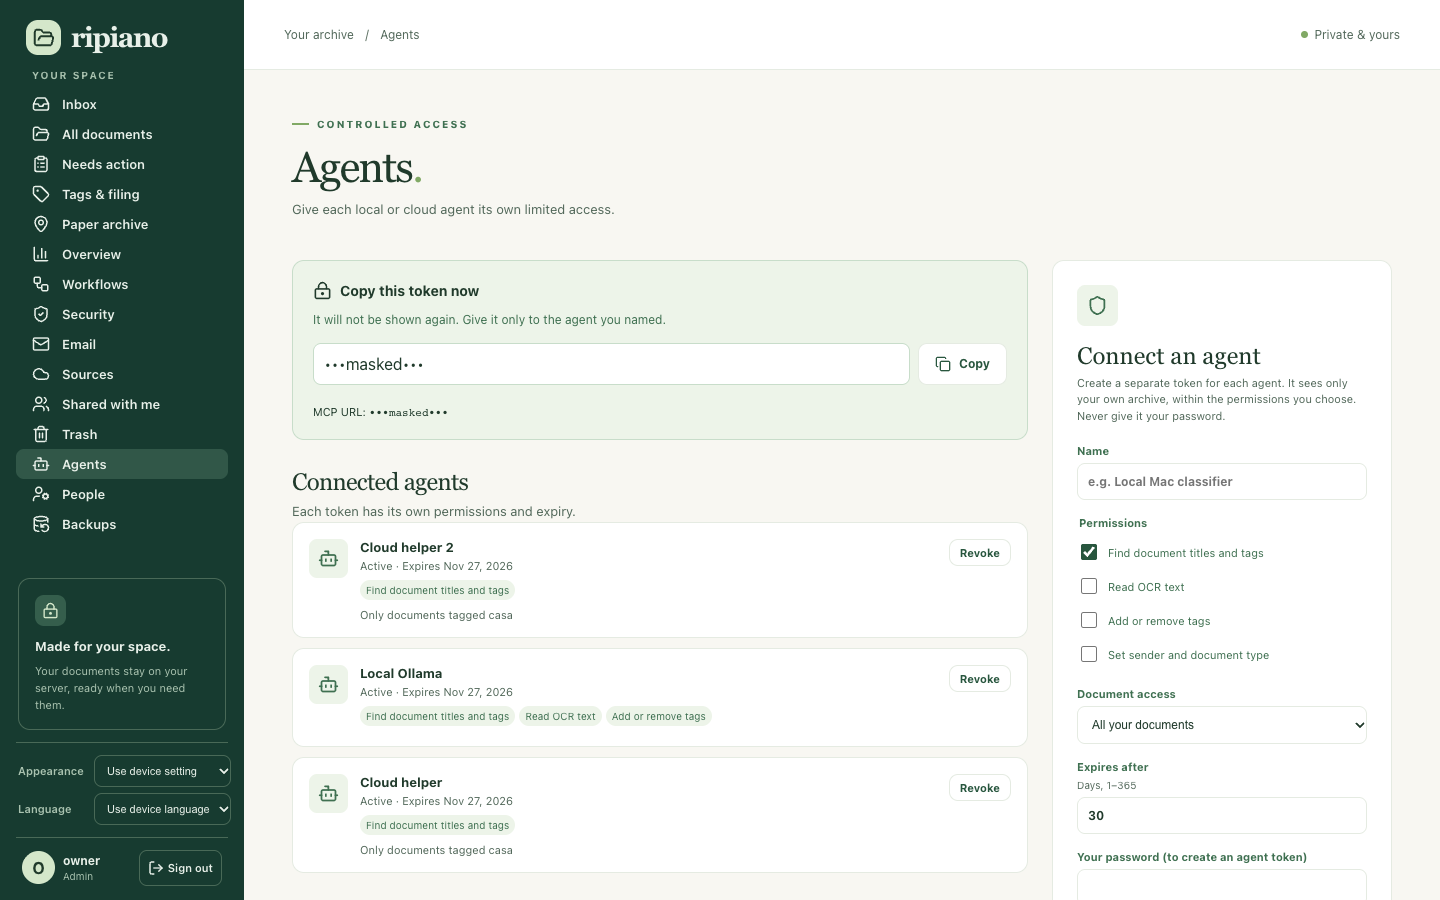 ripiano
YOUR SPACE
Inbox
All documents
Needs action
Tags & filing
Paper archive
Overview
Workflows
Security
Email
Sources
Shared with me
Trash
Agents
People
Backups
Made for your space.
Your documents stay on your
server, ready when you need
them.
Appearance
Use device setting
Language
Use device language
O
owner
Admin
Sign out
Your archive / Agents
Private & yours
CONTROLLED ACCESS
Agents.
Give each local or cloud agent its own limited access.
Copy this token now
It will not be shown again. Give it only to the agent you named.
•••masked•••
Copy
MCP URL: •••masked•••
Connected agents
Each token has its own permissions and expiry.
Cloud helper 2
Active · Expires Nov 27, 2026
Find document titles and tags
Only documents tagged casa
Revoke
Local Ollama
Active · Expires Nov 27, 2026
Find document titles and tags Read OCR text Add or remove tags
Revoke
Cloud helper
Active · Expires Nov 27, 2026
Find document titles and tags
Only documents tagged casa
Revoke
Connect an agent
Create a separate token for each agent. It sees only
your own archive, within the permissions you choose.
Never give it your password.
Name
e.g. Local Mac classifier
Permissions
Find document titles and tags
Read OCR text
Add or remove tags
Set sender and document type
Document access
All your documents
Expires after
Days, 1–365
30
Your password (to create an agent token)